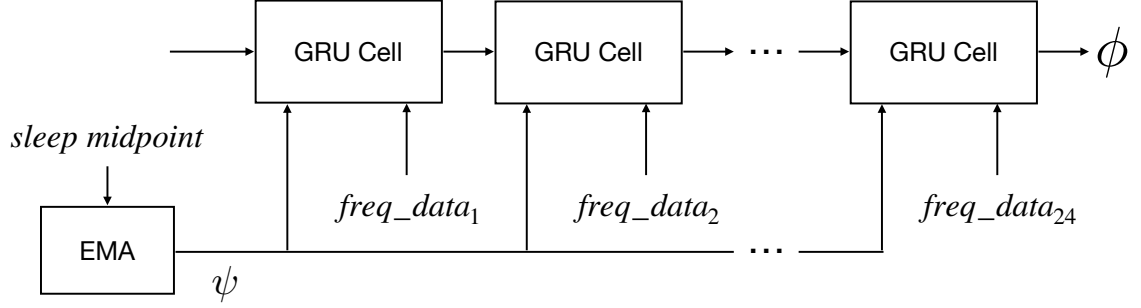 GRU Cell GRU Cell ... GRU Cell ϕ
sleep midpoint
freq_data₁ freq_data₂ freq_data₂₄
EMA
ψ ...